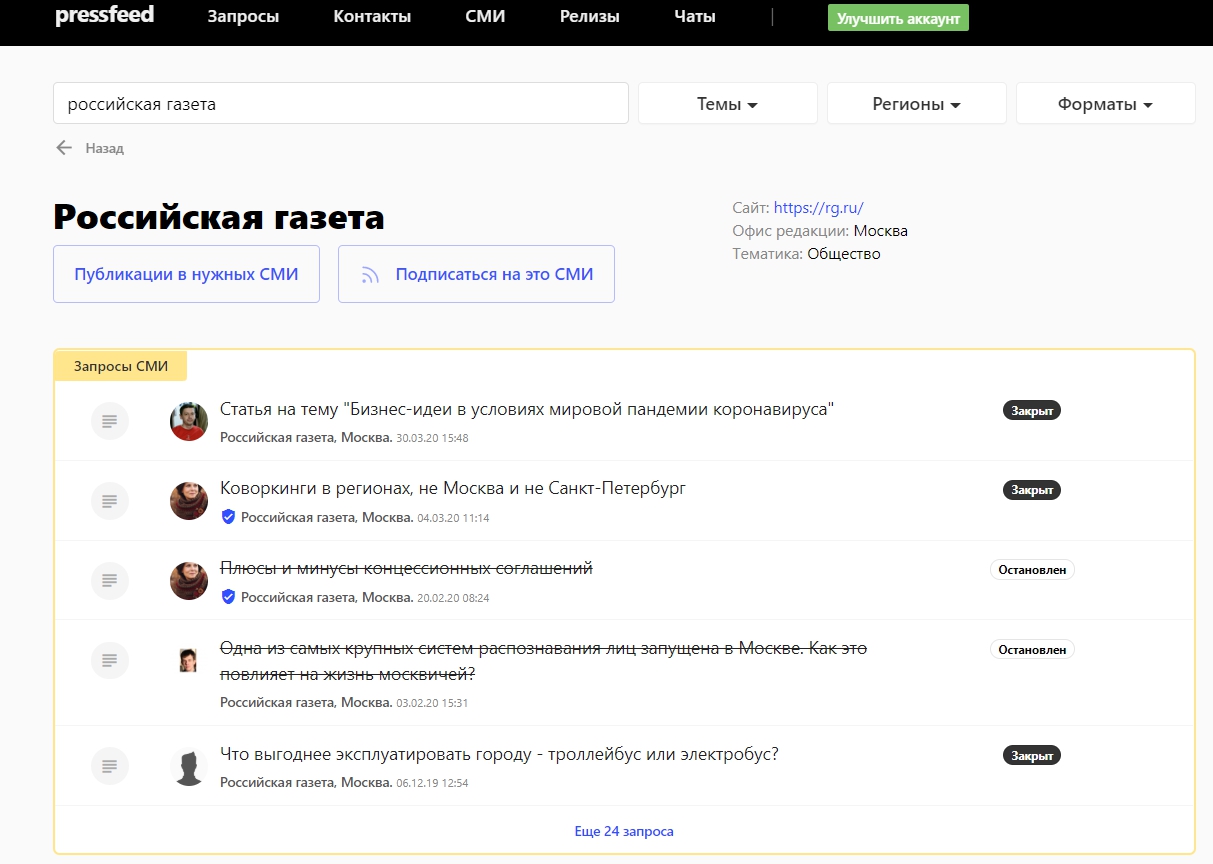 pressfeed Запросы Контакты СМИ Релизы Чаты | Улучшить аккаунт
российская газета Темы Регионы Форматы
Назад
Российская газета
Сайт: https://rg.ru/
Офис редакции: Москва
Тематика: Общество
Публикации в нужных СМИ Подписаться на это СМИ
Запросы СМИ
Статья на тему "Бизнес-идеи в условиях мировой пандемии коронавируса" Закрыт
Российская газета, Москва. 30.03.20 15:48
Коворкинги в регионах, не Москва и не Санкт-Петербург Закрыт
Российская газета, Москва. 04.03.20 11:14
Плюсы и минусы концессионных соглашений Остановлен
Российская газета, Москва. 20.02.20 08:24
Одна из самых крупных систем распознавания лиц запущена в Москве. Как это Остановлен
повлияет на жизнь москвичей?
Российская газета, Москва. 03.02.20 15:31
Что выгоднее эксплуатировать городу - троллейбус или электробус? Закрыт
Российская газета, Москва. 06.12.19 12:54
Еще 24 запроса